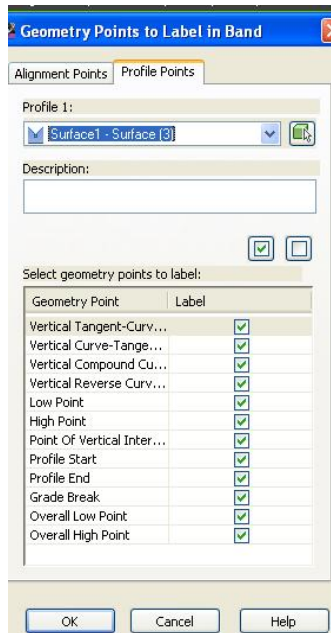 Geometry Points to Label in Band
Alignment Points Profile Points
Profile 1:
Surface1 - Surface (3)
Description:
Select geometry points to label:
Geometry Point Label
Vertical Tangent-Curv...
Vertical Curve-Tange...
Vertical Compound Cu...
Vertical Reverse Curv...
Low Point
High Point
Point Of Vertical Inter...
Profile Start
Profile End
Grade Break
Overall Low Point
Overall High Point
OK Cancel Help